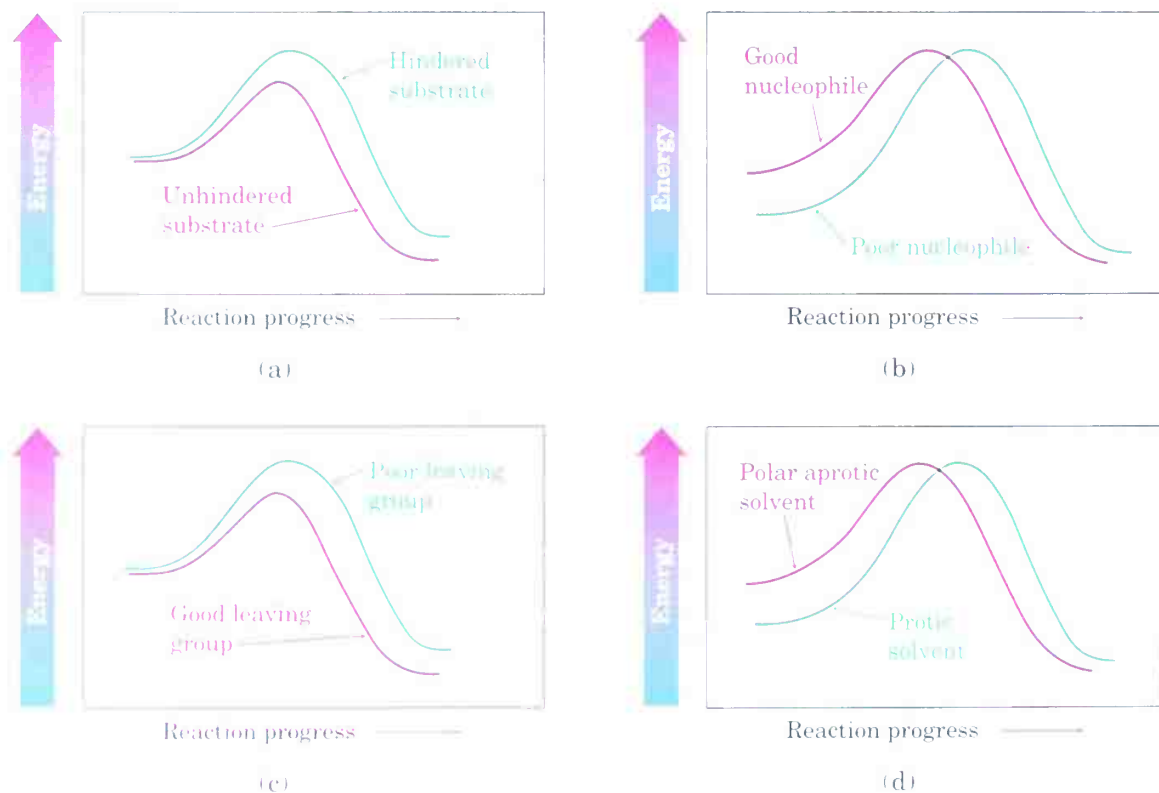 Energy
Hindered
substrate
Unhindered
substrate
Reaction progress
(a)
Energy
Good
nucleophile
Poor nucleophile
Reaction progress
(b)
Energy
Poor leaving
group
Good leaving
group
Reaction progress
(c)
Energy
Polar aprotic
solvent
Protic
solvent
Reaction progress
(d)